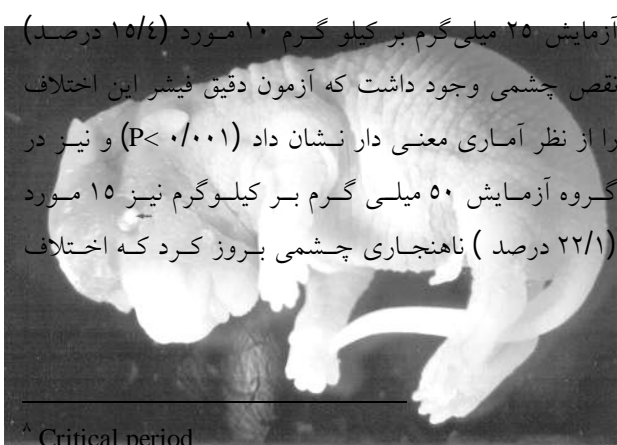 آزمایش ۲۵ میلی‌گرم بر کیلو گرم ۱۰ مورد (۱۵/۴ درصد)
نقص چشمی وجود داشت که آزمون دقیق فیشر این اختلاف
را از نظر آماری معنی دار نشان داد (P< ۰/۰۰۱) و نیز در
گروه آزمایش ۵۰ میلی گرم بر کیلوگرم نیز ۱۵ مورد
(۲۲/۱ درصد ) ناهنجاری چشمی بروز کرد که اختلاف
۸ Critical period